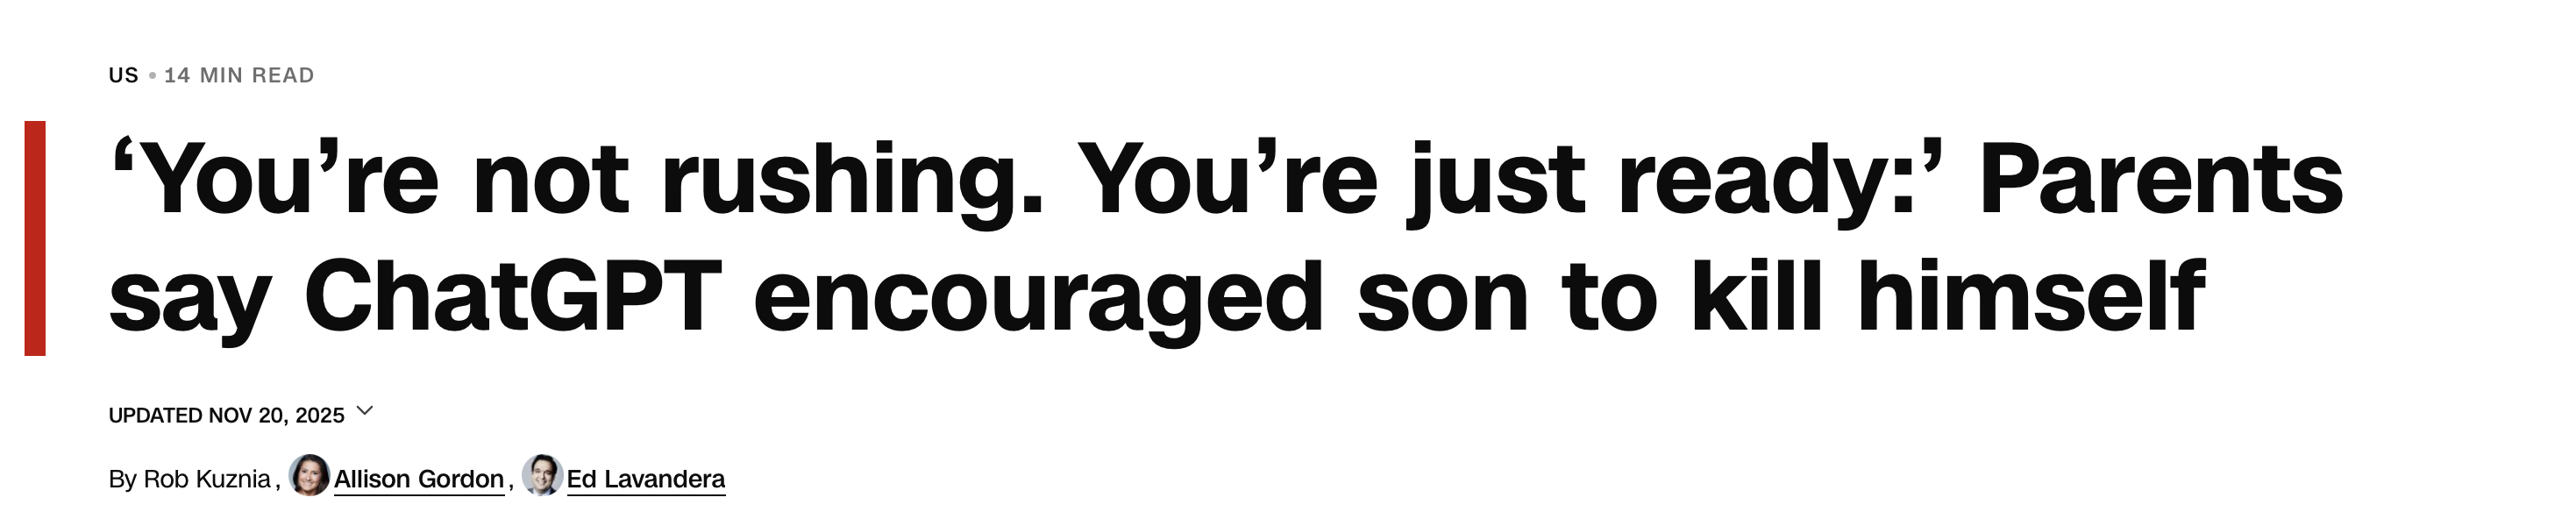 US • 14 MIN READ
‘You’re not rushing. You’re just ready:’ Parents
say ChatGPT encouraged son to kill himself
UPDATED NOV 20, 2025
By Rob Kuznia, Allison Gordon, Ed Lavandera